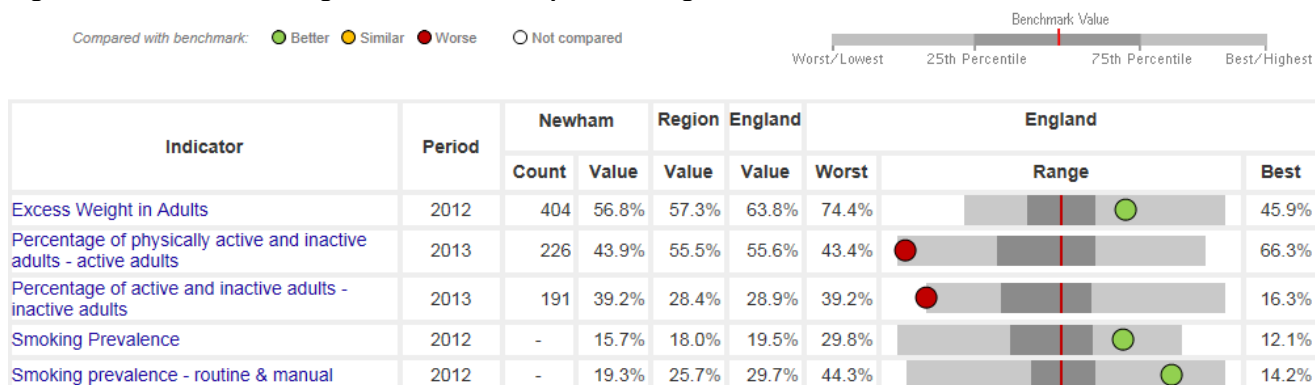 Benchmark Value
Compared with benchmark: Better Similar Worse Not compared
Worst/Lowest 25th Percentile 75th Percentile Best/Highest
Indicator Period Newham Region England England
Count Value Value Value Worst Range Best
Excess Weight in Adults 2012 404 56.8% 57.3% 63.8% 74.4% 45.9%
Percentage of physically active and inactive
adults - active adults 2013 226 43.9% 55.5% 55.6% 43.4% 66.3%
Percentage of active and inactive adults -
inactive adults 2013 191 39.2% 28.4% 28.9% 39.2% 16.3%
Smoking Prevalence 2012 - 15.7% 18.0% 19.5% 29.8% 12.1%
Smoking prevalence - routine & manual 2012 - 19.3% 25.7% 29.7% 44.3% 14.2%